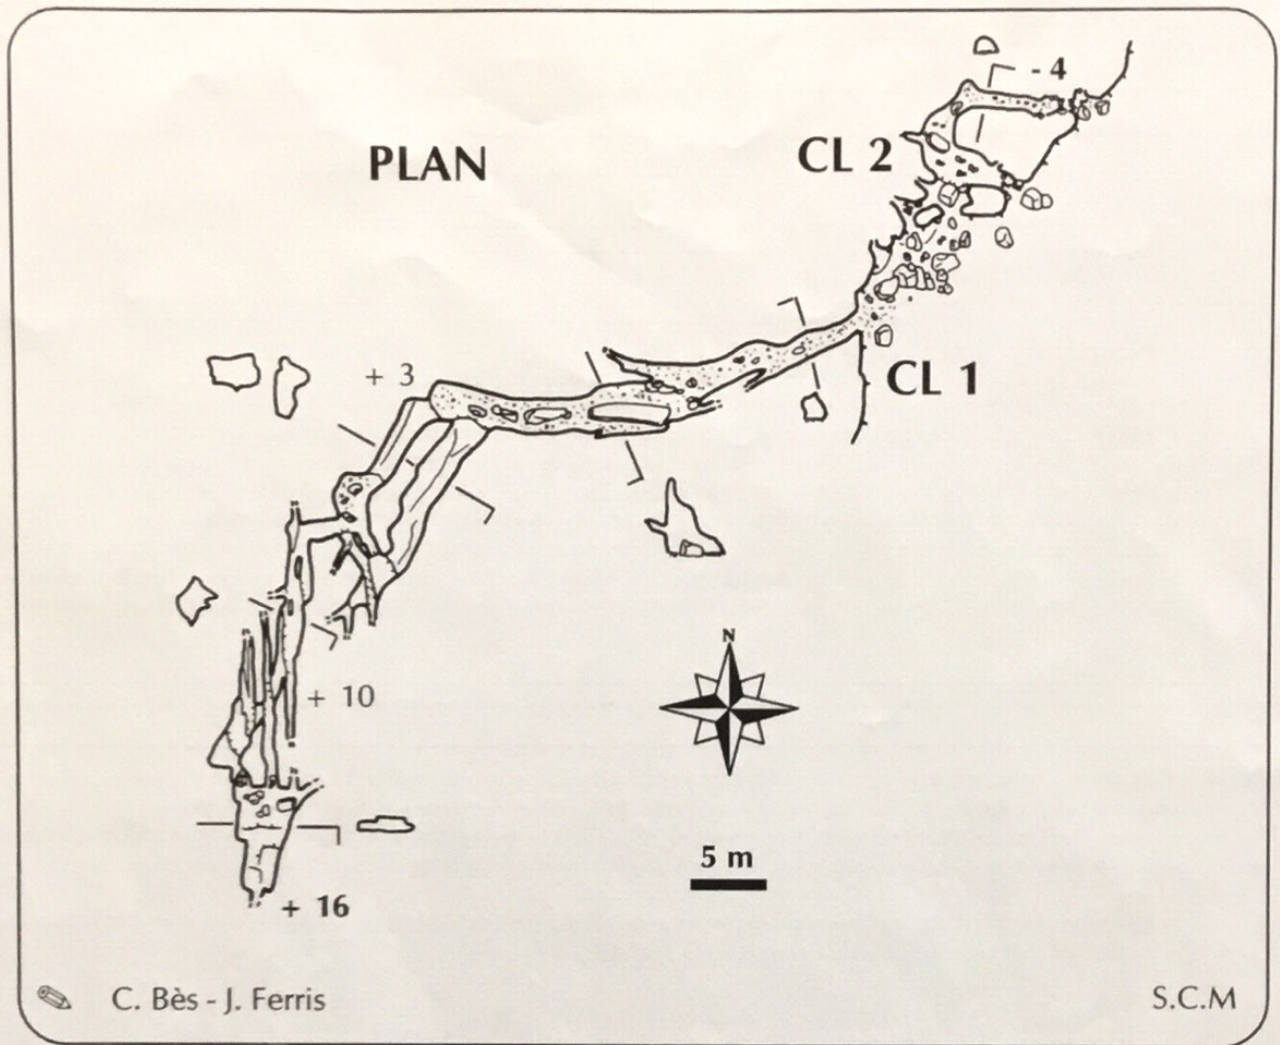 - 4
PLAN
CL 2
+ 3
CL 1
N
+ 10
5 m
+ 16
C. Bès - J. Ferris
S.C.M